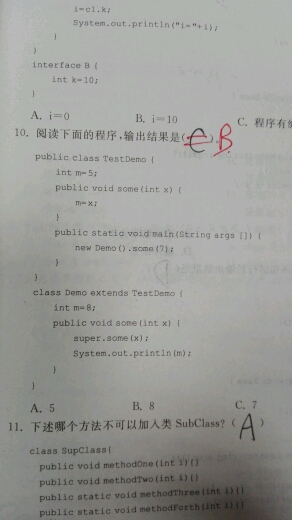 i=c1.k;
System.out.println("i="+i);
}
}
interface B {
int k=10;
}
A. i=0 B. i=10 C. 程序有
10. 阅读下面的程序,输出结果是( C ). B
public class TestDemo {
int m=5;
public void some(int x) {
m=x;
}
public static void main(String args []) {
new Demo().some(7);
}
}
class Demo extends TestDemo {
int m=8;
public void some(int x) {
super.some(x);
System.out.println(m);
}
}
A. 5 B. 8 C. 7
11. 下述哪个方法不可以加入类 SubClass? ( A )
class SupClass{
public void methodOne(int i){}
public void methodTwo(int i){}
public static void methodThree(int i){}
public static void methodForth(int i){}